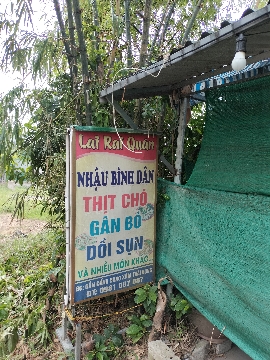 Lai Rai Quán
NHẬU BÌNH DÂN
THỊT CHÓ
GÂN BÒ
DỒI SỤN
VÀ NHIỀU MÓN KHÁC